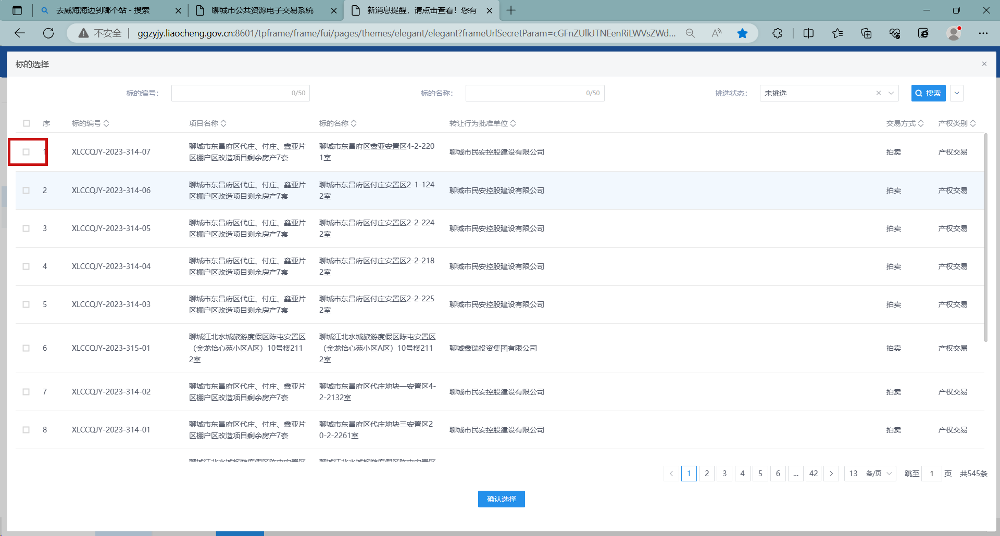 去威海海边到哪个站 - 搜索
聊城市公共资源电子交易系统
新消息提醒，请点击查看！您有
不安全
ggzyjy.liaocheng.gov.cn:8601/tpframe/frame/fui/pages/themes/elegant/elegant?frameUrlSecretParam=cGFnZUlkJTNEenRiLWVsZWd...
标的选择
标的编号：
0/50
标的名称：
0/50
挑选状态：
未挑选
搜索
序 标的编号 项目名称 标的名称 转让行为批准单位 交易方式 产权类别
1 XLCCQJY-2023-314-07 聊城市东昌府区代庄、付庄、鑫亚片 聊城市东昌府区鑫亚安置区4-2-220 聊城市民安控股建设有限公司 拍卖 产权交易
区棚户区改造项目剩余房产7套 1室
2 XLCCQJY-2023-314-06 聊城市东昌府区代庄、付庄、鑫亚片 聊城市东昌府区付庄安置区2-1-124 聊城市民安控股建设有限公司 拍卖 产权交易
区棚户区改造项目剩余房产7套 2室
3 XLCCQJY-2023-314-05 聊城市东昌府区代庄、付庄、鑫亚片 聊城市东昌府区付庄安置区2-2-224 聊城市民安控股建设有限公司 拍卖 产权交易
区棚户区改造项目剩余房产7套 2室
4 XLCCQJY-2023-314-04 聊城市东昌府区代庄、付庄、鑫亚片 聊城市东昌府区付庄安置区2-2-218 聊城市民安控股建设有限公司 拍卖 产权交易
区棚户区改造项目剩余房产7套 2室
5 XLCCQJY-2023-314-03 聊城市东昌府区代庄、付庄、鑫亚片 聊城市东昌府区付庄安置区2-2-225 聊城市民安控股建设有限公司 拍卖 产权交易
区棚户区改造项目剩余房产7套 2室
6 XLCCQJY-2023-315-01 聊城江北水城旅游度假区陈屯安置区 聊城江北水城旅游度假区陈屯安置区 聊城鑫瑞投资集团有限公司 拍卖 产权交易
（金龙怡心苑小区A区）10号楼211 （金龙怡心苑小区A区）10号楼211
2室 2室
7 XLCCQJY-2023-314-02 聊城市东昌府区代庄、付庄、鑫亚片 聊城市东昌府区代庄地块一安置区4- 聊城市民安控股建设有限公司 拍卖 产权交易
区棚户区改造项目剩余房产7套 2-2132室
8 XLCCQJY-2023-314-01 聊城市东昌府区代庄、付庄、鑫亚片 聊城市东昌府区代庄地块三安置区2 聊城市民安控股建设有限公司 拍卖 产权交易
区棚户区改造项目剩余房产7套 0-2-2261室
聊城江北水城旅游度假区陈屯安置区 聊城江北水城旅游度假区陈屯安置区
1 2 3 4 5 6 ... 42 13 条/页 跳至 1 页 共545条
确认选择